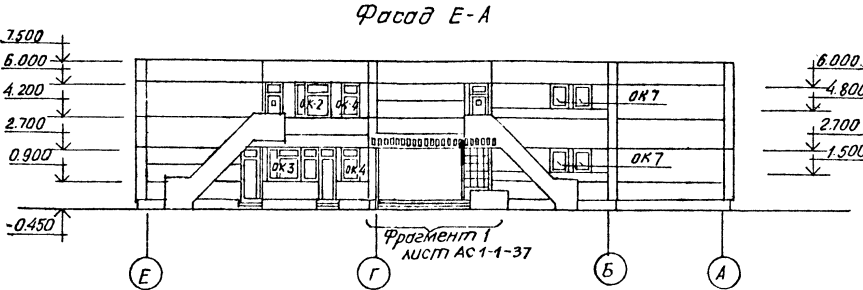 Фасад Е-А
7.500
6.000
4.200
2.700
0.900
-0.450
6.000
4.800
2.700
1.500
ОК-2
ОК-4
ОК7
ОК3
ОК4
ОК7
Фрагмент 1
лист АС1-1-37
Е
Г
Б
А